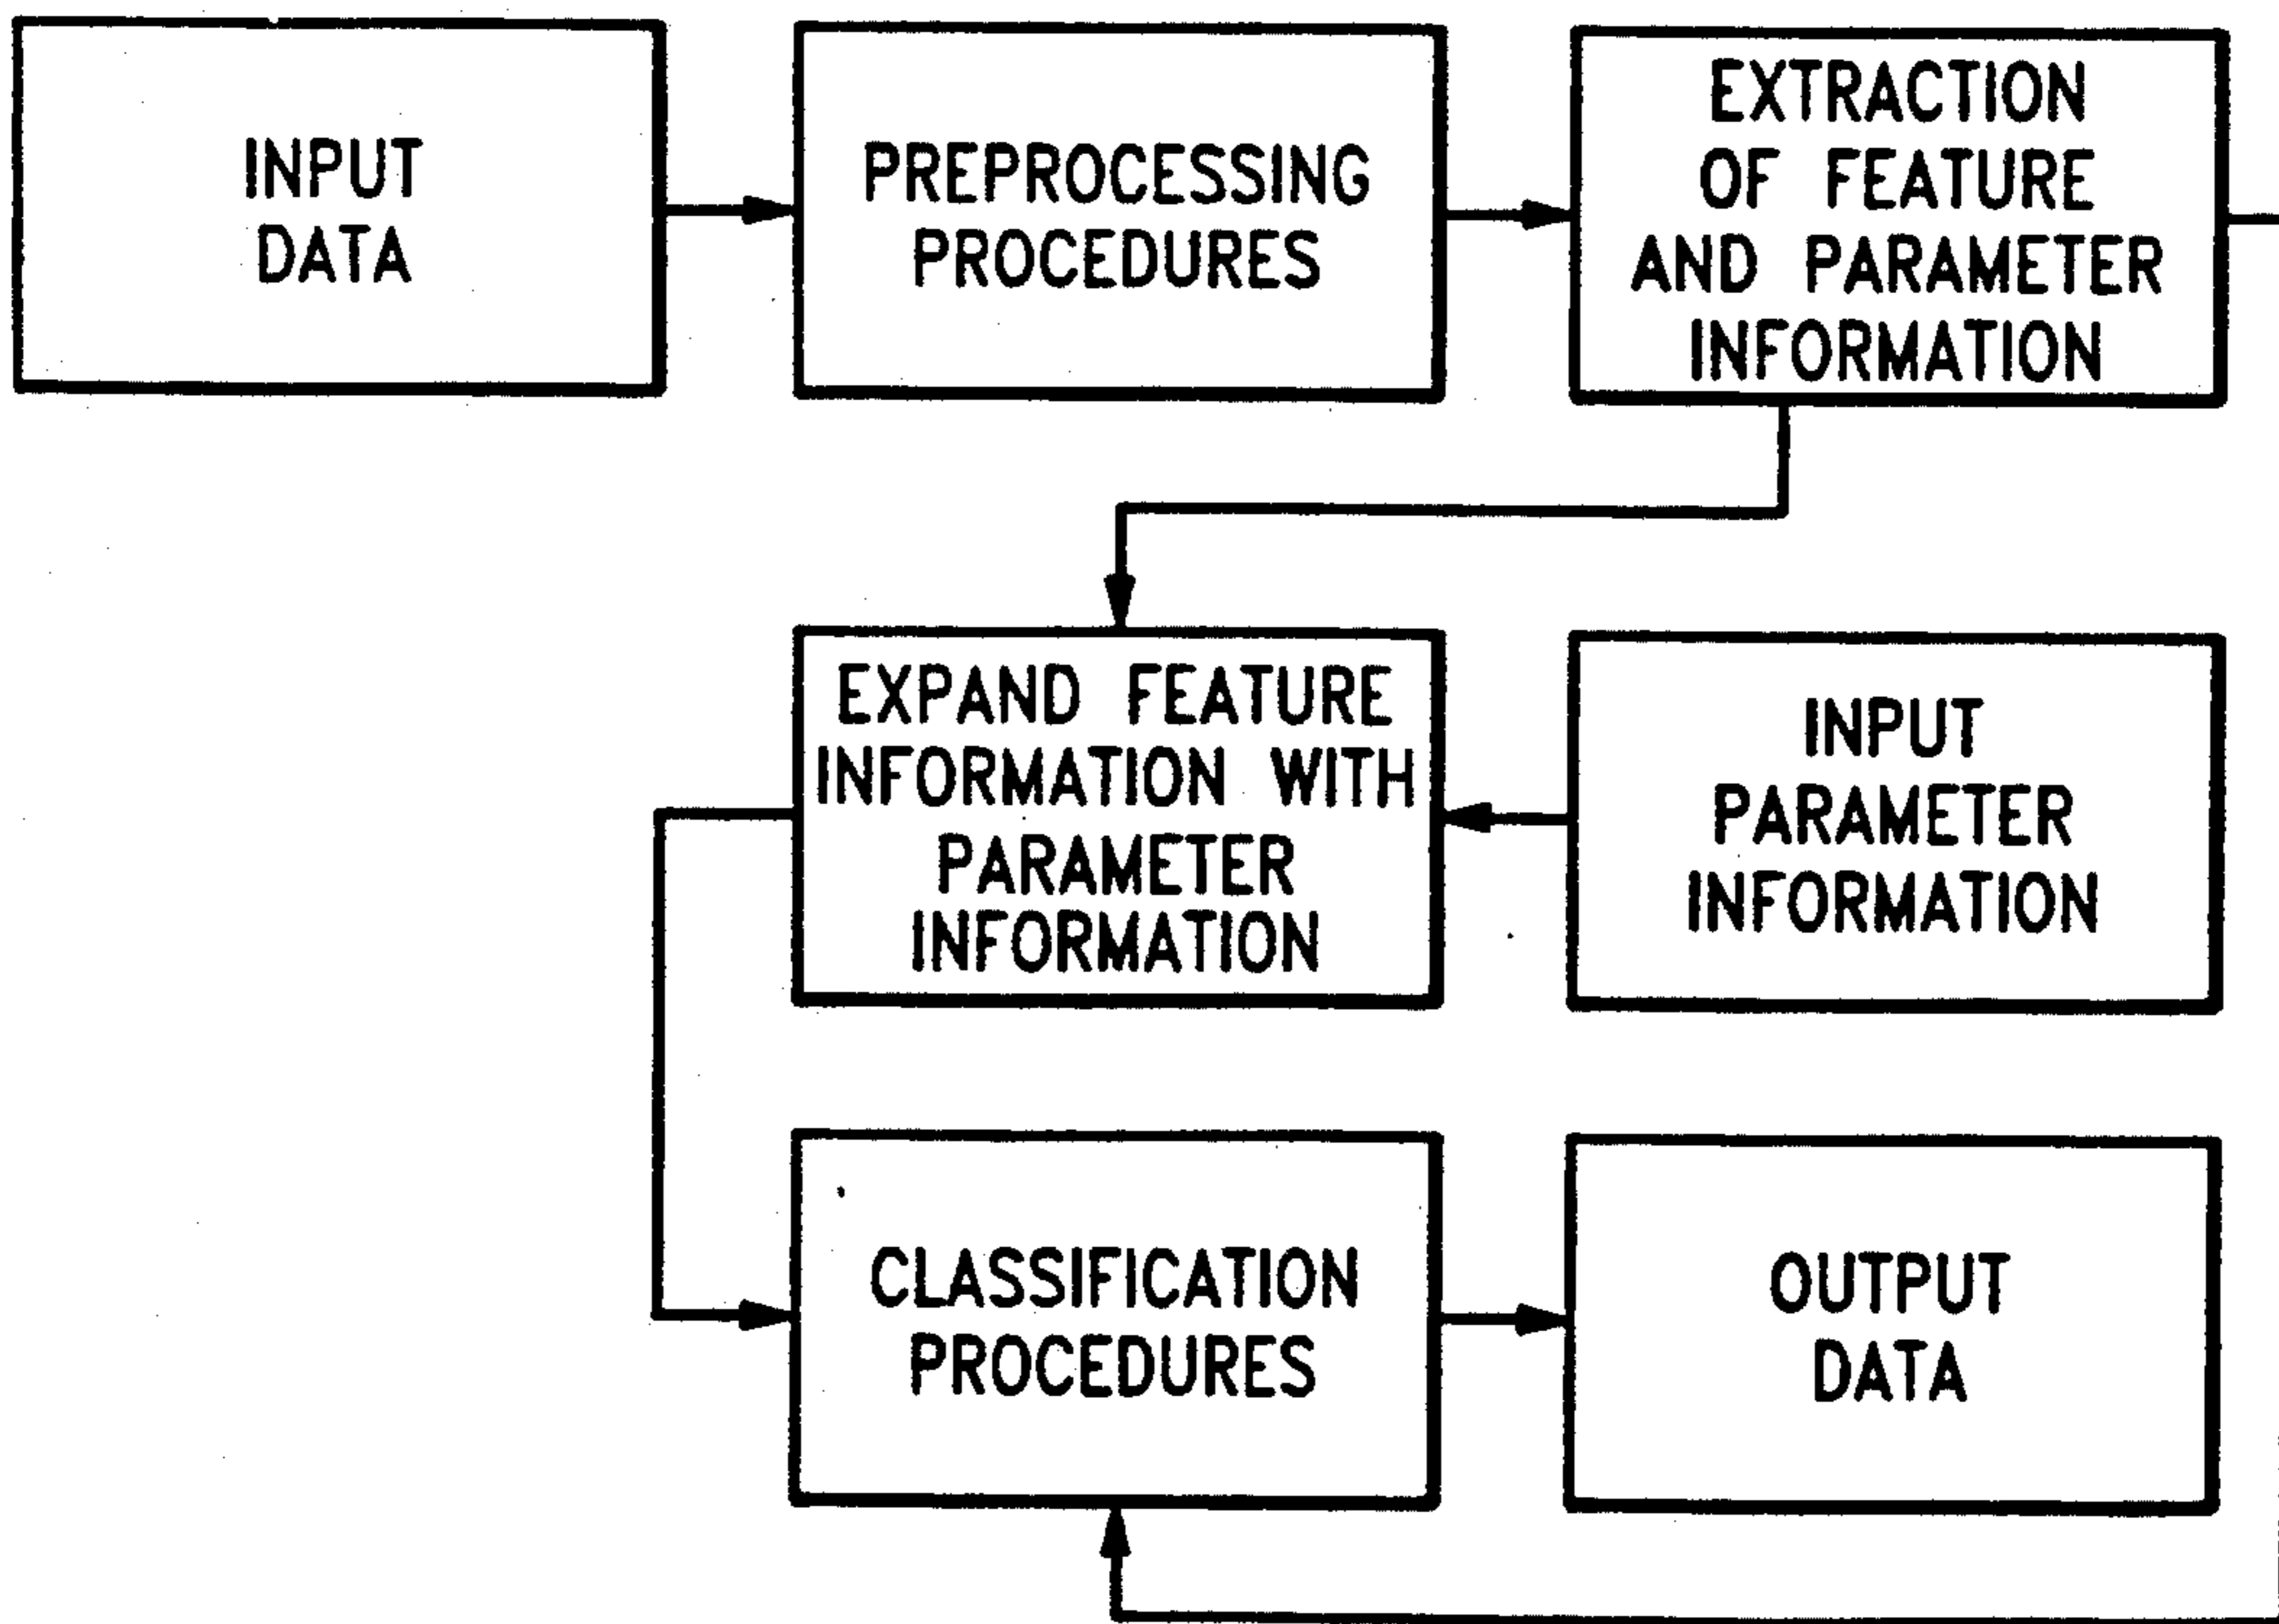 INPUT
DATA
PREPROCESSING
PROCEDURES
EXTRACTION
OF FEATURE
AND PARAMETER
INFORMATION
EXPAND FEATURE
INFORMATION WITH
PARAMETER
INFORMATION
INPUT
PARAMETER
INFORMATION
CLASSIFICATION
PROCEDURES
OUTPUT
DATA